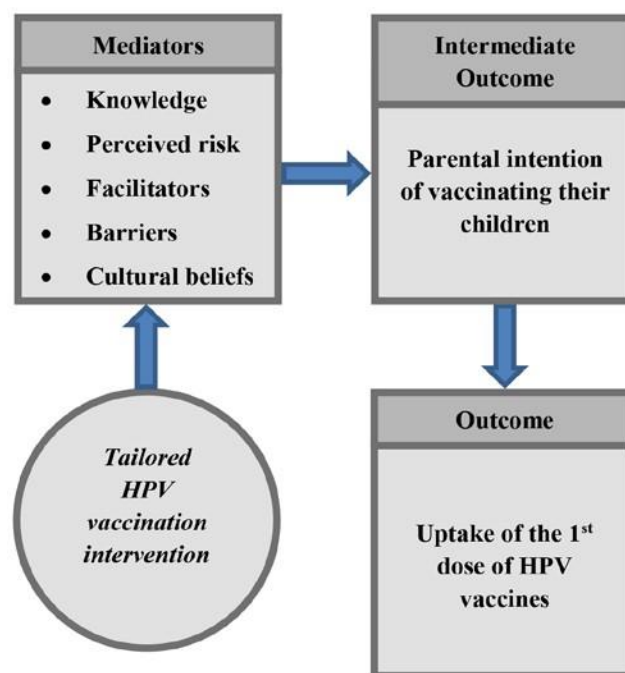 Mediators
• Knowledge
• Perceived risk
• Facilitators
• Barriers
• Cultural beliefs
Intermediate
Outcome
Parental intention
of vaccinating their
children
Tailored
HPV
vaccination
intervention
Outcome
Uptake of the 1st
dose of HPV
vaccines